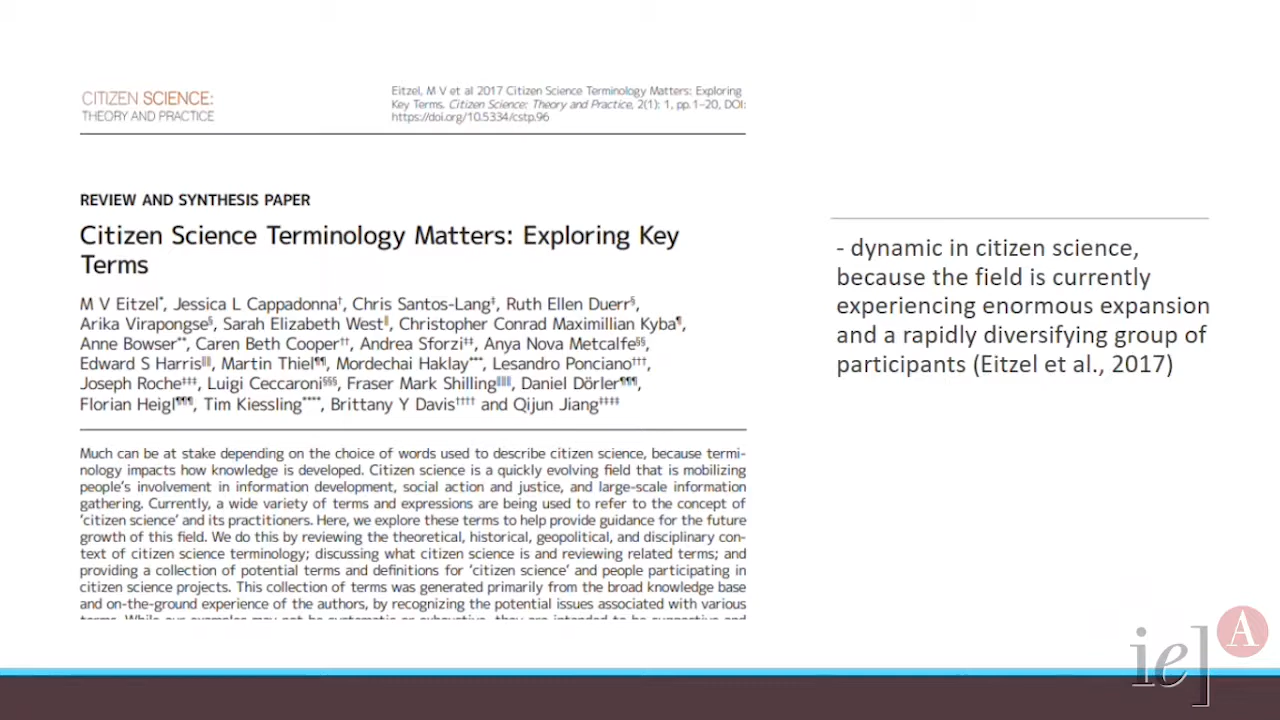 CITIZEN SCIENCE:
THEORY AND PRACTICE
Eitzel, M V et al 2017 Citizen Science Terminology Matters: Exploring
Key Terms. Citizen Science: Theory and Practice, 2(1): 1, pp. 1–20, DOI:
https://doi.org/10.5334/cstp.96
REVIEW AND SYNTHESIS PAPER
Citizen Science Terminology Matters: Exploring Key
Terms
M V Eitzel*, Jessica L Cappadonna†, Chris Santos-Lang‡, Ruth Ellen Duerr§,
Arika Virapongse§, Sarah Elizabeth West‖, Christopher Conrad Maximillian Kyba¶,
Anne Bowser**, Caren Beth Cooper††, Andrea Sforzi‡‡, Anya Nova Metcalfe§§,
Edward S Harris‖‖, Martin Thiel¶¶, Mordechai Haklay***, Lesandro Ponciano†††,
Joseph Roche‡‡‡, Luigi Ceccaroni§§§, Fraser Mark Shilling‖‖‖, Daniel Dörler¶¶¶,
Florian Heigl¶¶¶, Tim Kiessling****, Brittany Y Davis†††† and Qijun Jiang‡‡‡‡
Much can be at stake depending on the choice of words used to describe citizen science, because termi-
nology impacts how knowledge is developed. Citizen science is a quickly evolving field that is mobilizing
people's involvement in information development, social action and justice, and large-scale information
gathering. Currently, a wide variety of terms and expressions are being used to refer to the concept of
'citizen science' and its practitioners. Here, we explore these terms to help provide guidance for the future
growth of this field. We do this by reviewing the theoretical, historical, geopolitical, and disciplinary con-
text of citizen science terminology; discussing what citizen science is and reviewing related terms; and
providing a collection of potential terms and definitions for 'citizen science' and people participating in
citizen science projects. This collection of terms was generated primarily from the broad knowledge base
and on-the-ground experience of the authors, by recognizing the potential issues associated with various
- dynamic in citizen science,
because the field is currently
experiencing enormous expansion
and a rapidly diversifying group of
participants (Eitzel et al., 2017)
ie] A